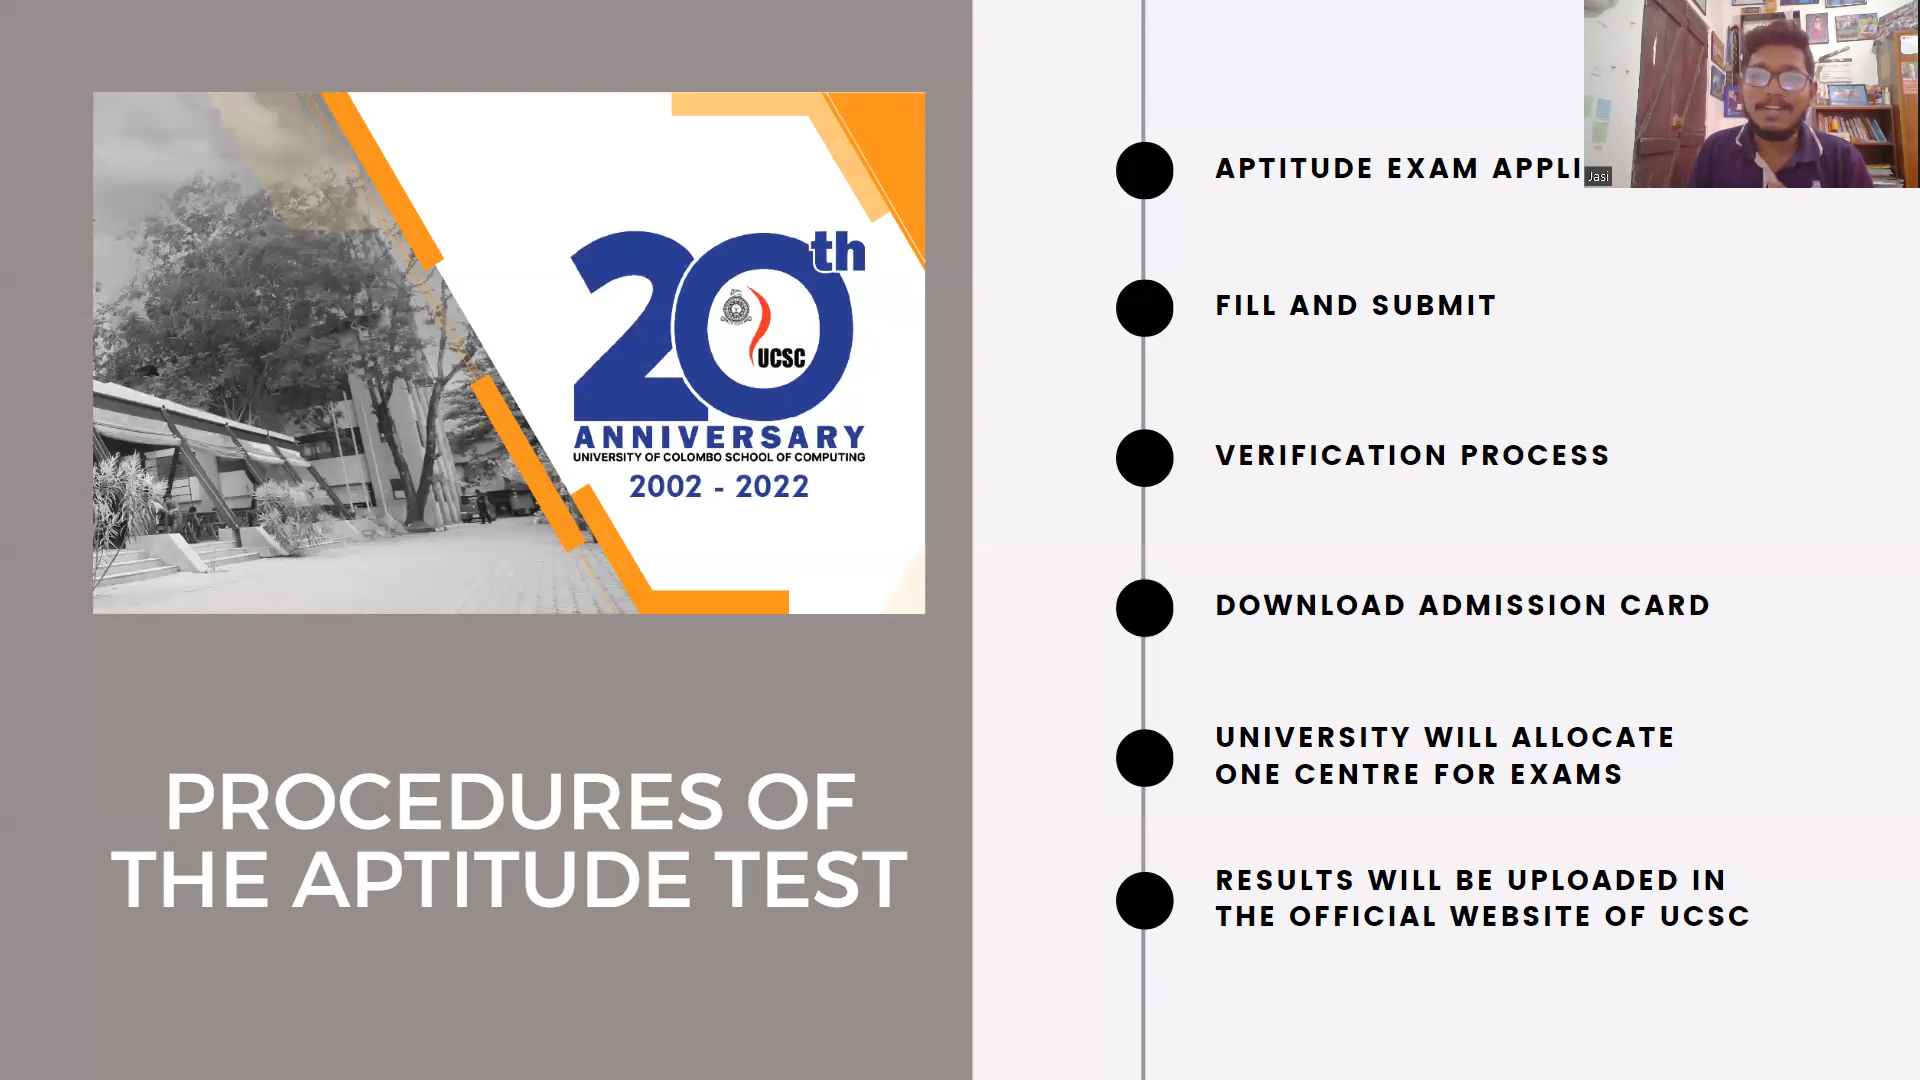 20th
UCSC
ANNIVERSARY
UNIVERSITY OF COLOMBO SCHOOL OF COMPUTING
2002 - 2022
PROCEDURES OF
THE APTITUDE TEST
APTITUDE EXAM APPLI
Jasi
FILL AND SUBMIT
VERIFICATION PROCESS
DOWNLOAD ADMISSION CARD
UNIVERSITY WILL ALLOCATE
ONE CENTRE FOR EXAMS
RESULTS WILL BE UPLOADED IN
THE OFFICIAL WEBSITE OF UCSC